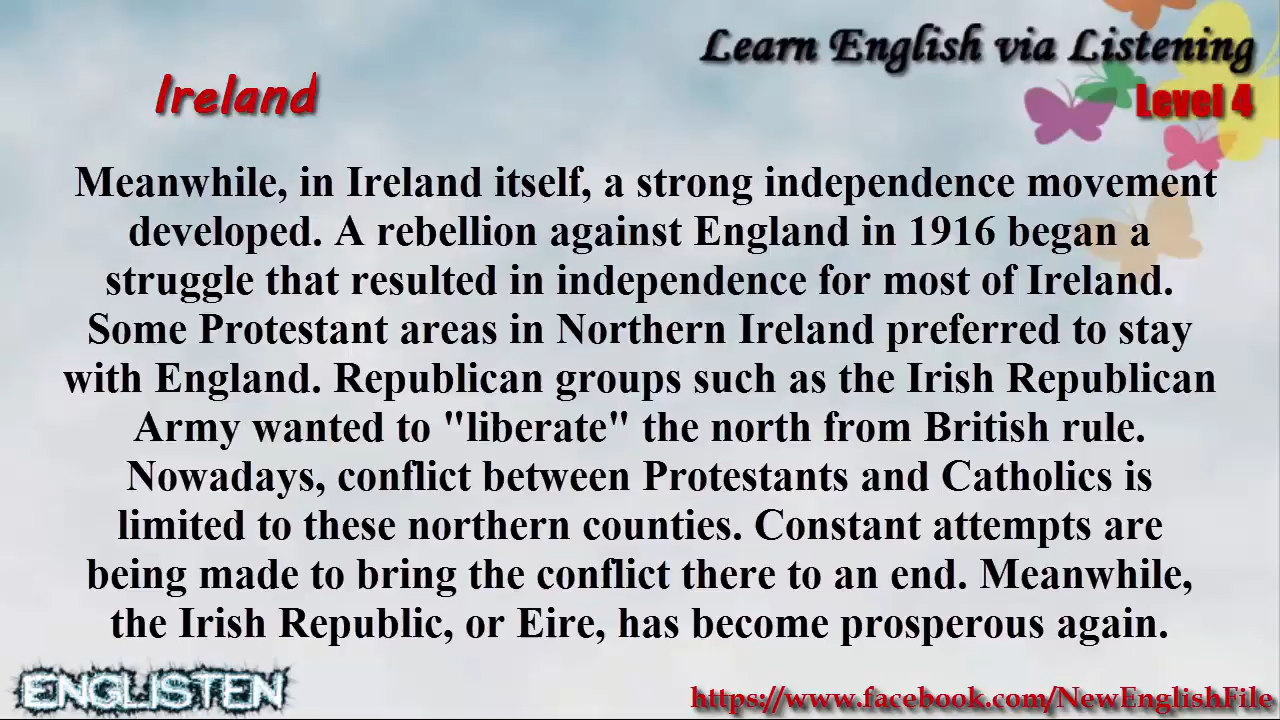 Learn English via Listening
Ireland
Level 4
Meanwhile, in Ireland itself, a strong independence movement
developed. A rebellion against England in 1916 began a
struggle that resulted in independence for most of Ireland.
Some Protestant areas in Northern Ireland preferred to stay
with England. Republican groups such as the Irish Republican
Army wanted to "liberate" the north from British rule.
Nowadays, conflict between Protestants and Catholics is
limited to these northern counties. Constant attempts are
being made to bring the conflict there to an end. Meanwhile,
the Irish Republic, or Eire, has become prosperous again.
ENGLISTEN
https://www.facebook.com/NewEnglishFile